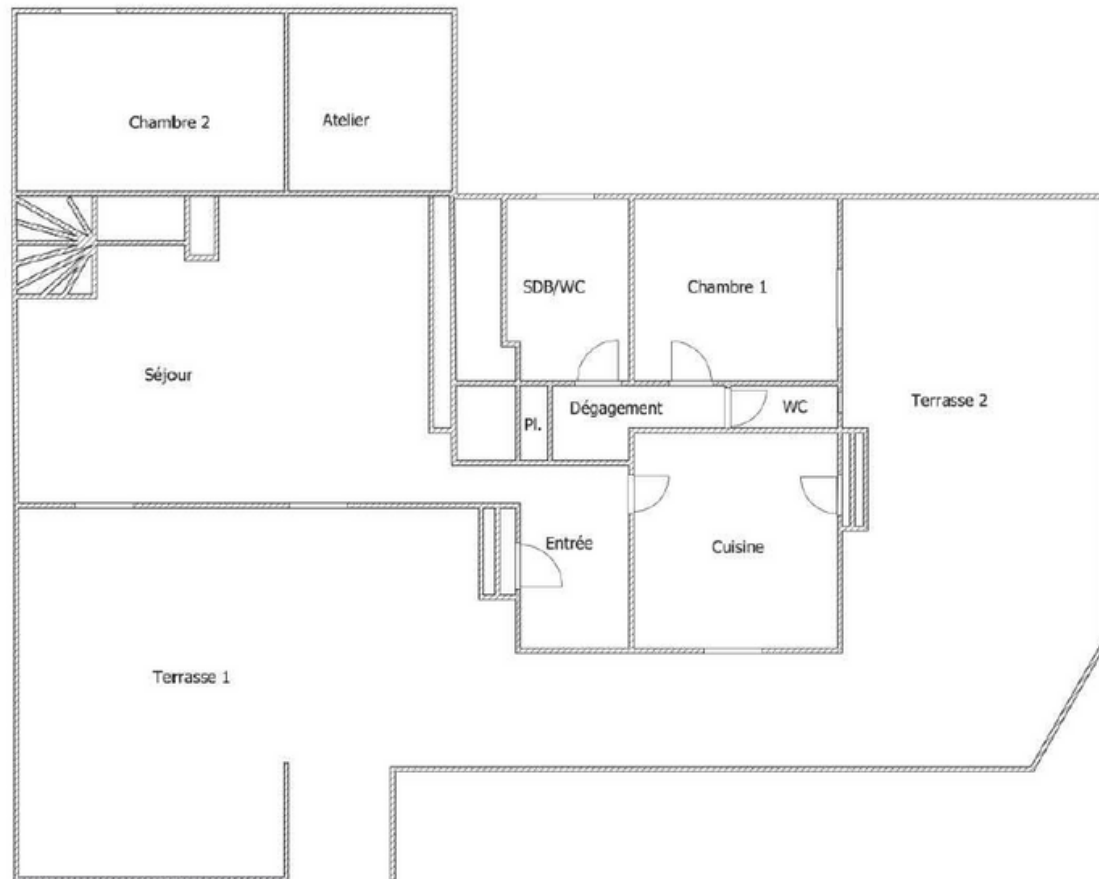 Chambre 2
Atelier
SDB/WC
Chambre 1
Séjour
Terrasse 2
Pl.
Dégagement
WC
Entrée
Cuisine
Terrasse 1